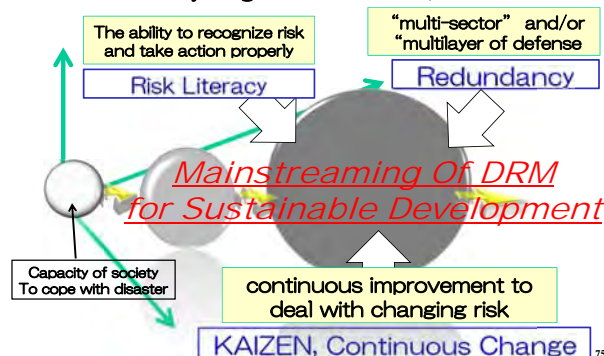 The ability to recognize risk
and take action properly
Risk Literacy
“multi-sector” and/or
“multilayer of defense
Redundancy
Mainstreaming Of DRM
for Sustainable Development
Capacity of society
To cope with disaster
continuous improvement to
deal with changing risk
KAIZEN, Continuous Change